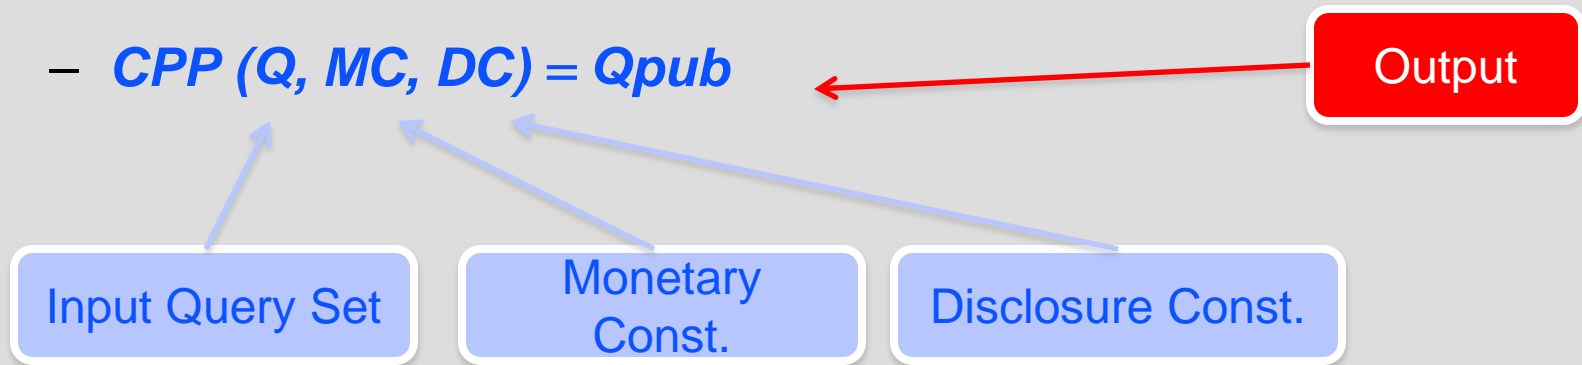 – CPP (Q, MC, DC) = Qpub
Output
Input Query Set
Monetary
Const.
Disclosure Const.